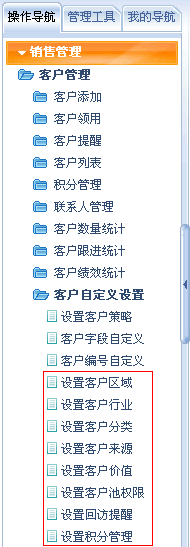 操作导航 管理工具 我的导航
销售管理
客户管理
客户添加
客户领用
客户提醒
客户列表
积分管理
联系人管理
客户数量统计
客户跟进统计
客户绩效统计
客户自定义设置
设置客户策略
客户字段自定义
客户编号自定义
设置客户区域
设置客户行业
设置客户分类
设置客户来源
设置客户价值
设置客户池权限
设置回访提醒
设置积分管理